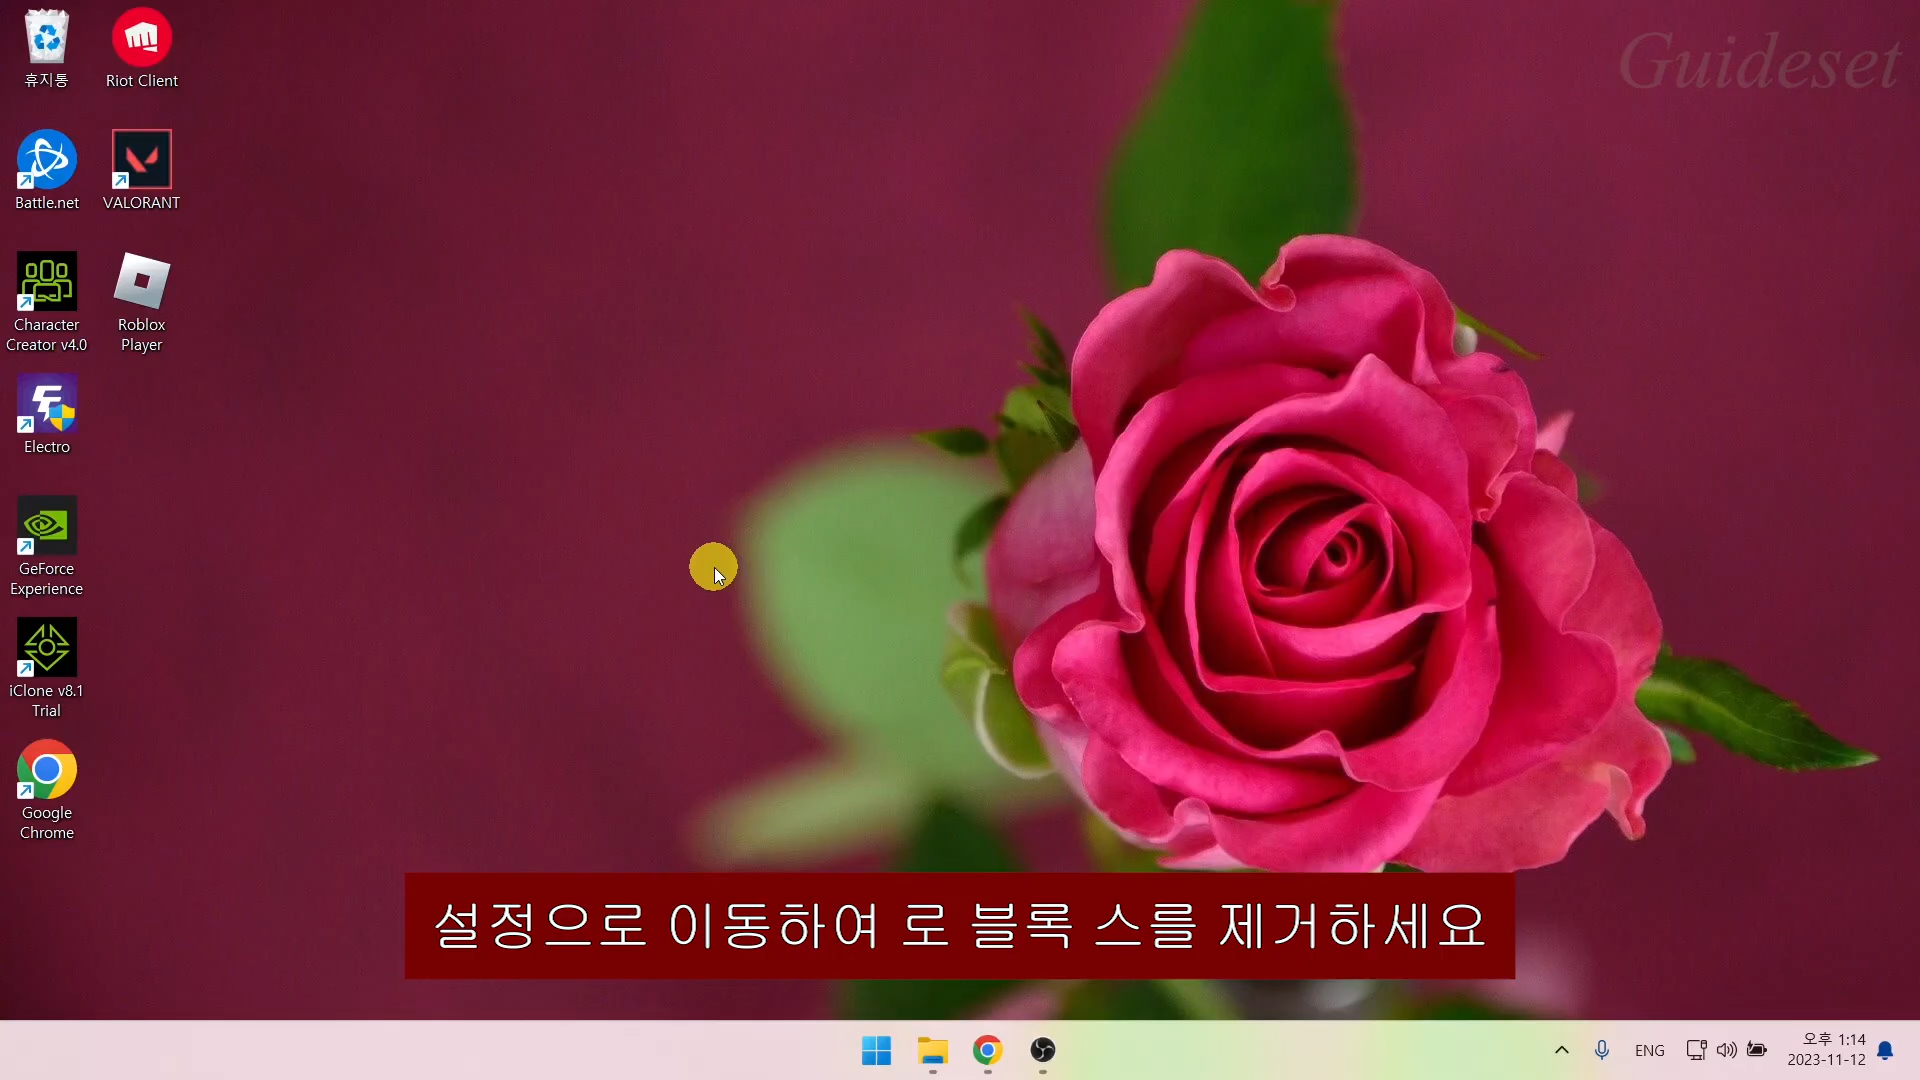 Guideset
휴지통
Riot Client
Battle.net
VALORANT
Character
Creator v4.0
Roblox
Player
Electro
GeForce
Experience
iClone v8.1
Trial
Google
Chrome
설정으로 이동하여 로 블록 스를 제거하세요
ENG
오후 1:14
2023-11-12